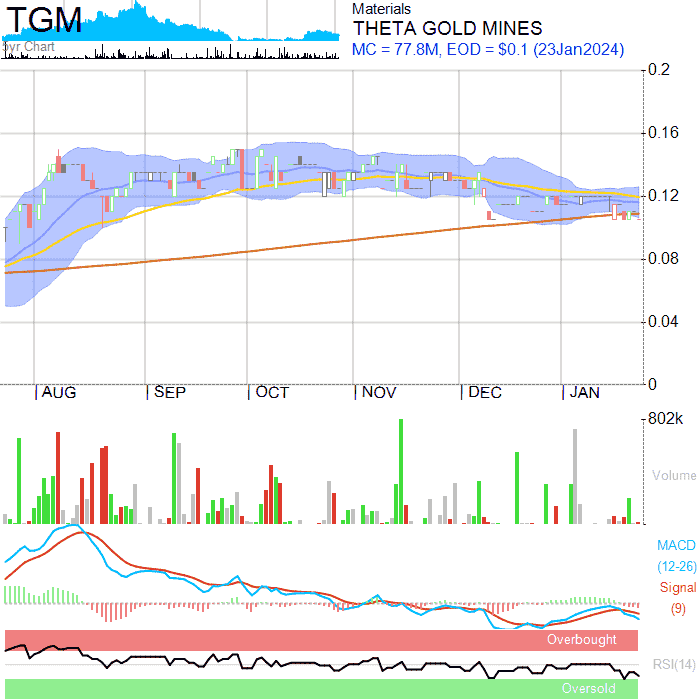 TGM
5yr Chart
Materials
THETA GOLD MINES
MC = 77.8M, EOD = $0.1 (23Jan2024)
0.2
0.16
0.12
0.08
0.04
0
AUG SEP OCT NOV DEC JAN
802k
Volume
MACD
(12-26)
Signal
(9)
Overbought
RSI(14)
Oversold